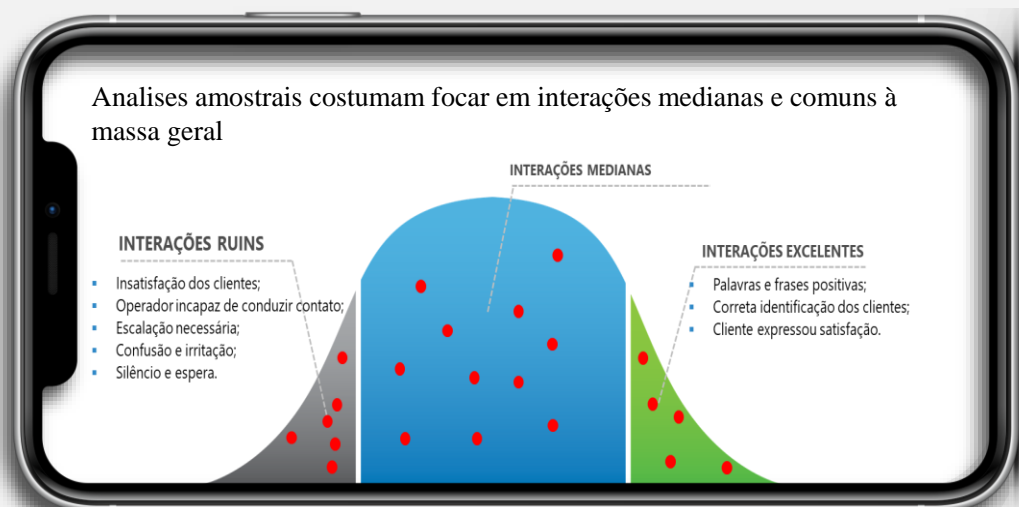 Analises amostrais costumam focar em interações medianas e comuns à
massa geral
INTERAÇÕES MEDIANAS
INTERAÇÕES RUINS
Insatisfação dos clientes;
Operador incapaz de conduzir contato;
Escalação necessária;
Confusão e irritação;
Silêncio e espera.
INTERAÇÕES EXCELENTES
Palavras e frases positivas;
Correta identificação dos clientes;
Cliente expressou satisfação.